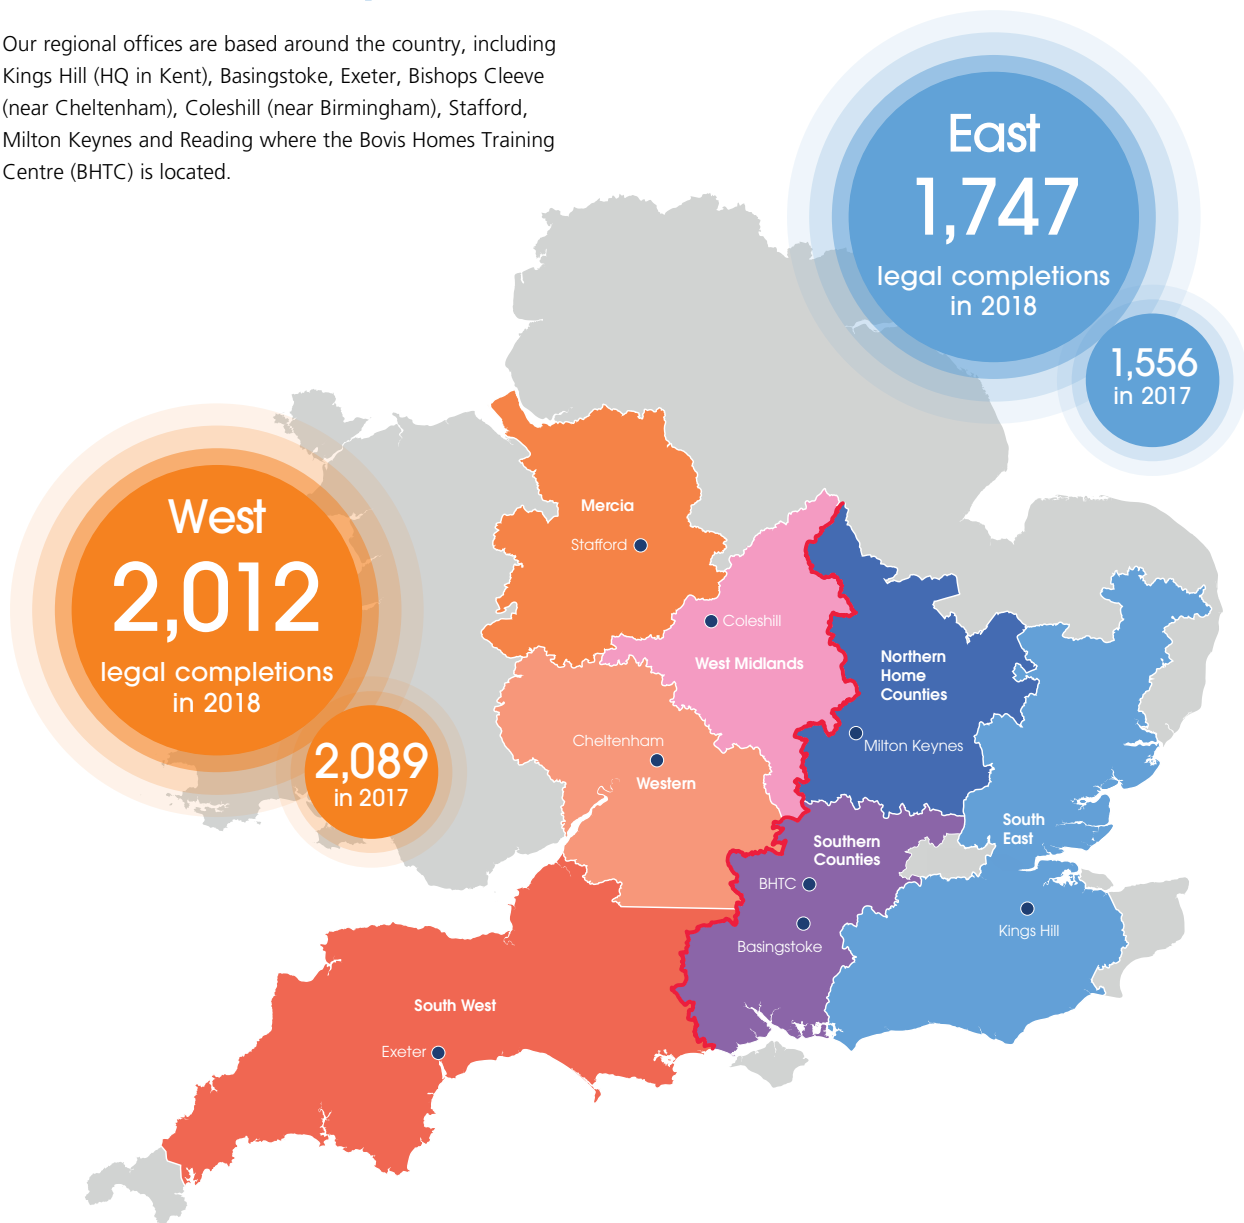 Our regional offices are based around the country, including
Kings Hill (HQ in Kent), Basingstoke, Exeter, Bishops Cleeve
(near Cheltenham), Coleshill (near Birmingham), Stafford,
Milton Keynes and Reading where the Bovis Homes Training
Centre (BHTC) is located.
East
1,747
legal completions
in 2018
1,556
in 2017
West
2,012
legal completions
in 2018
2,089
in 2017
Mercia
Stafford
Coleshill
West Midlands
Northern
Home
Counties
Milton Keynes
Cheltenham
Western
South
East
Southern
Counties
BHTC
Basingstoke
Kings Hill
South West
Exeter